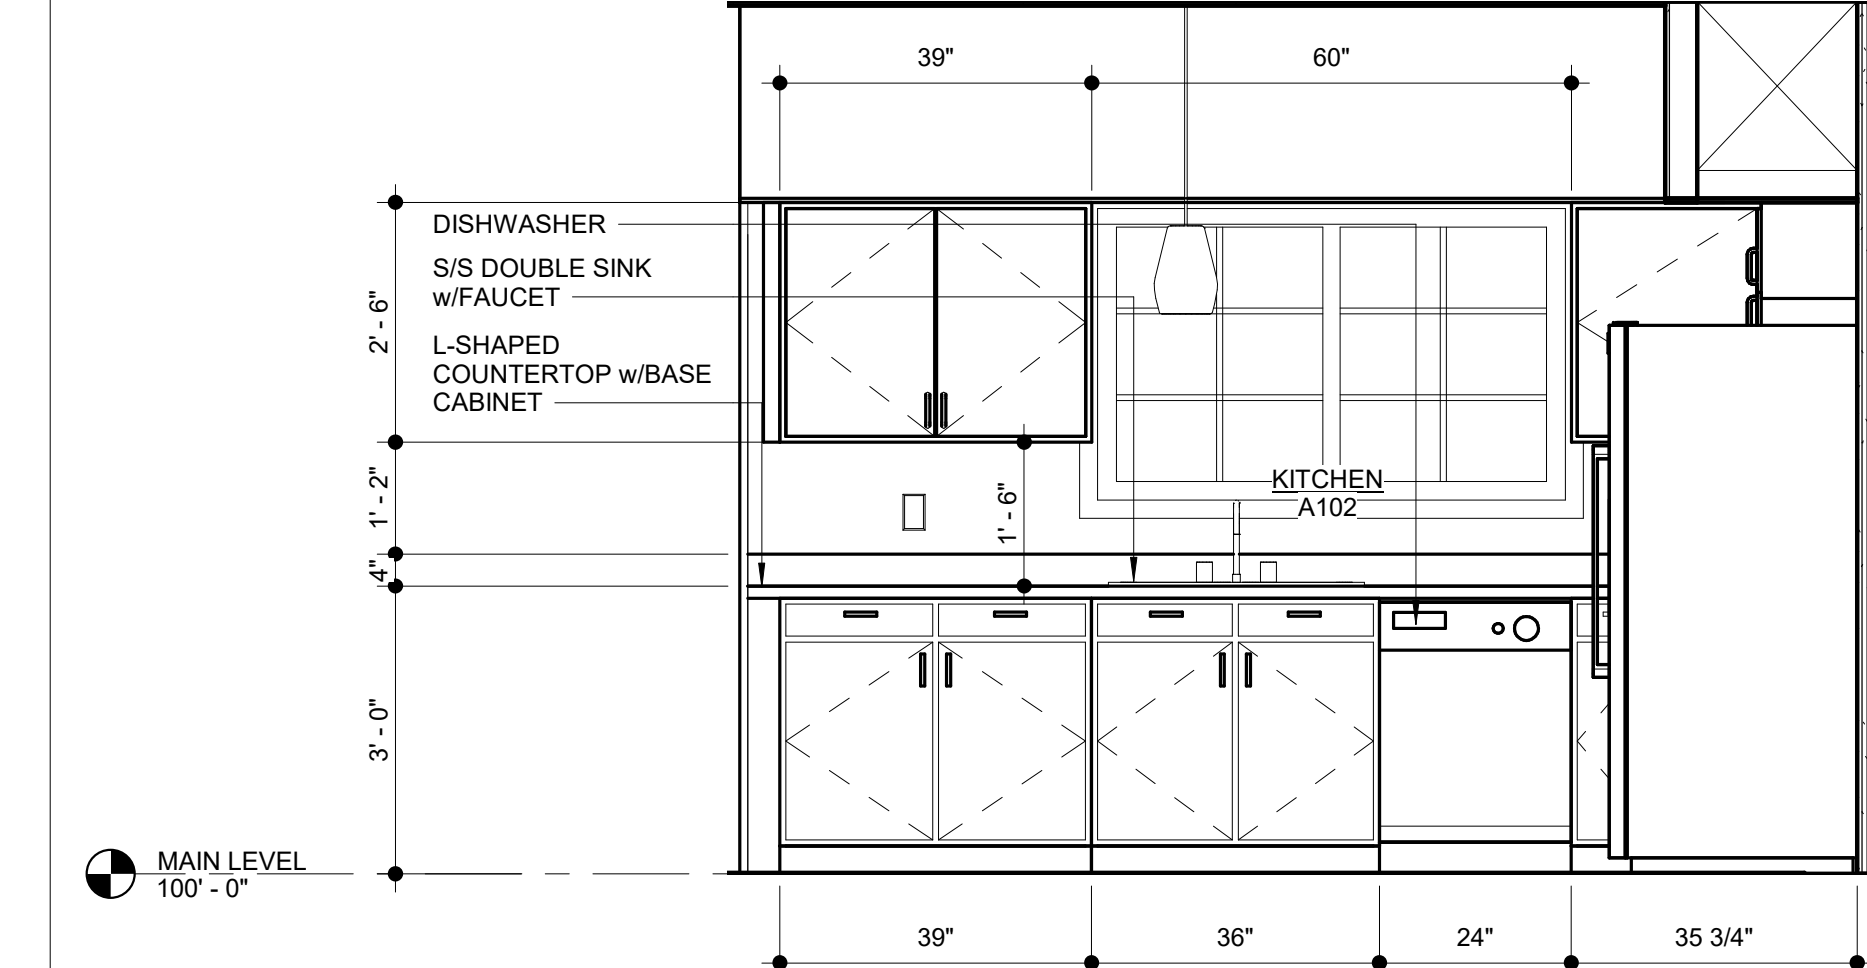 39" 60"
DISHWASHER
S/S DOUBLE SINK
w/FAUCET
L-SHAPED
COUNTERTOP w/BASE
CABINET
2' - 6"
1' - 2"
4"
3' - 0"
1' - 6"
KITCHEN
A102
MAIN LEVEL
100' - 0"
39" 36" 24" 35 3/4"